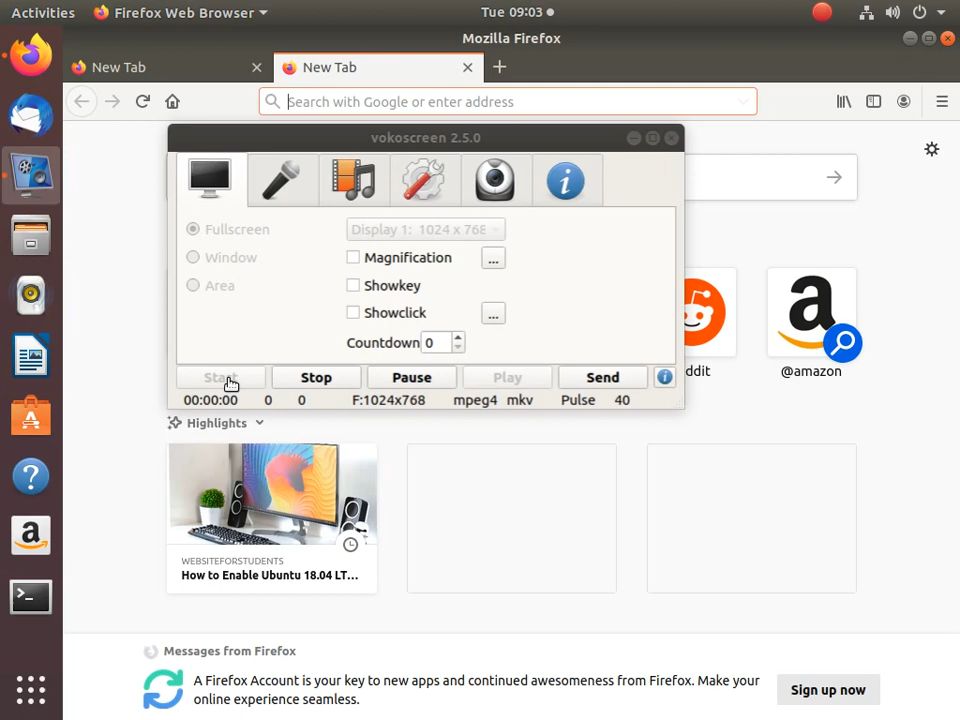 Activities
Firefox Web Browser
Tue 09:03
Mozilla Firefox
New Tab
New Tab
Search with Google or enter address
vokoscreen 2.5.0
Fullscreen
Display 1: 1024 x 768
Window
Magnification
...
Area
Showkey
Showclick
...
Countdown 0
Start
Stop
Pause
Play
Send
00:00:00 0 0 F:1024x768 mpeg4 mkv Pulse 40
ddit
@amazon
Highlights
WEBSITEFORSTUDENTS
How to Enable Ubuntu 18.04 LT...
Messages from Firefox
A Firefox Account is your key to new apps and continued awesomeness from Firefox. Make your
online experience seamless.
Sign up now